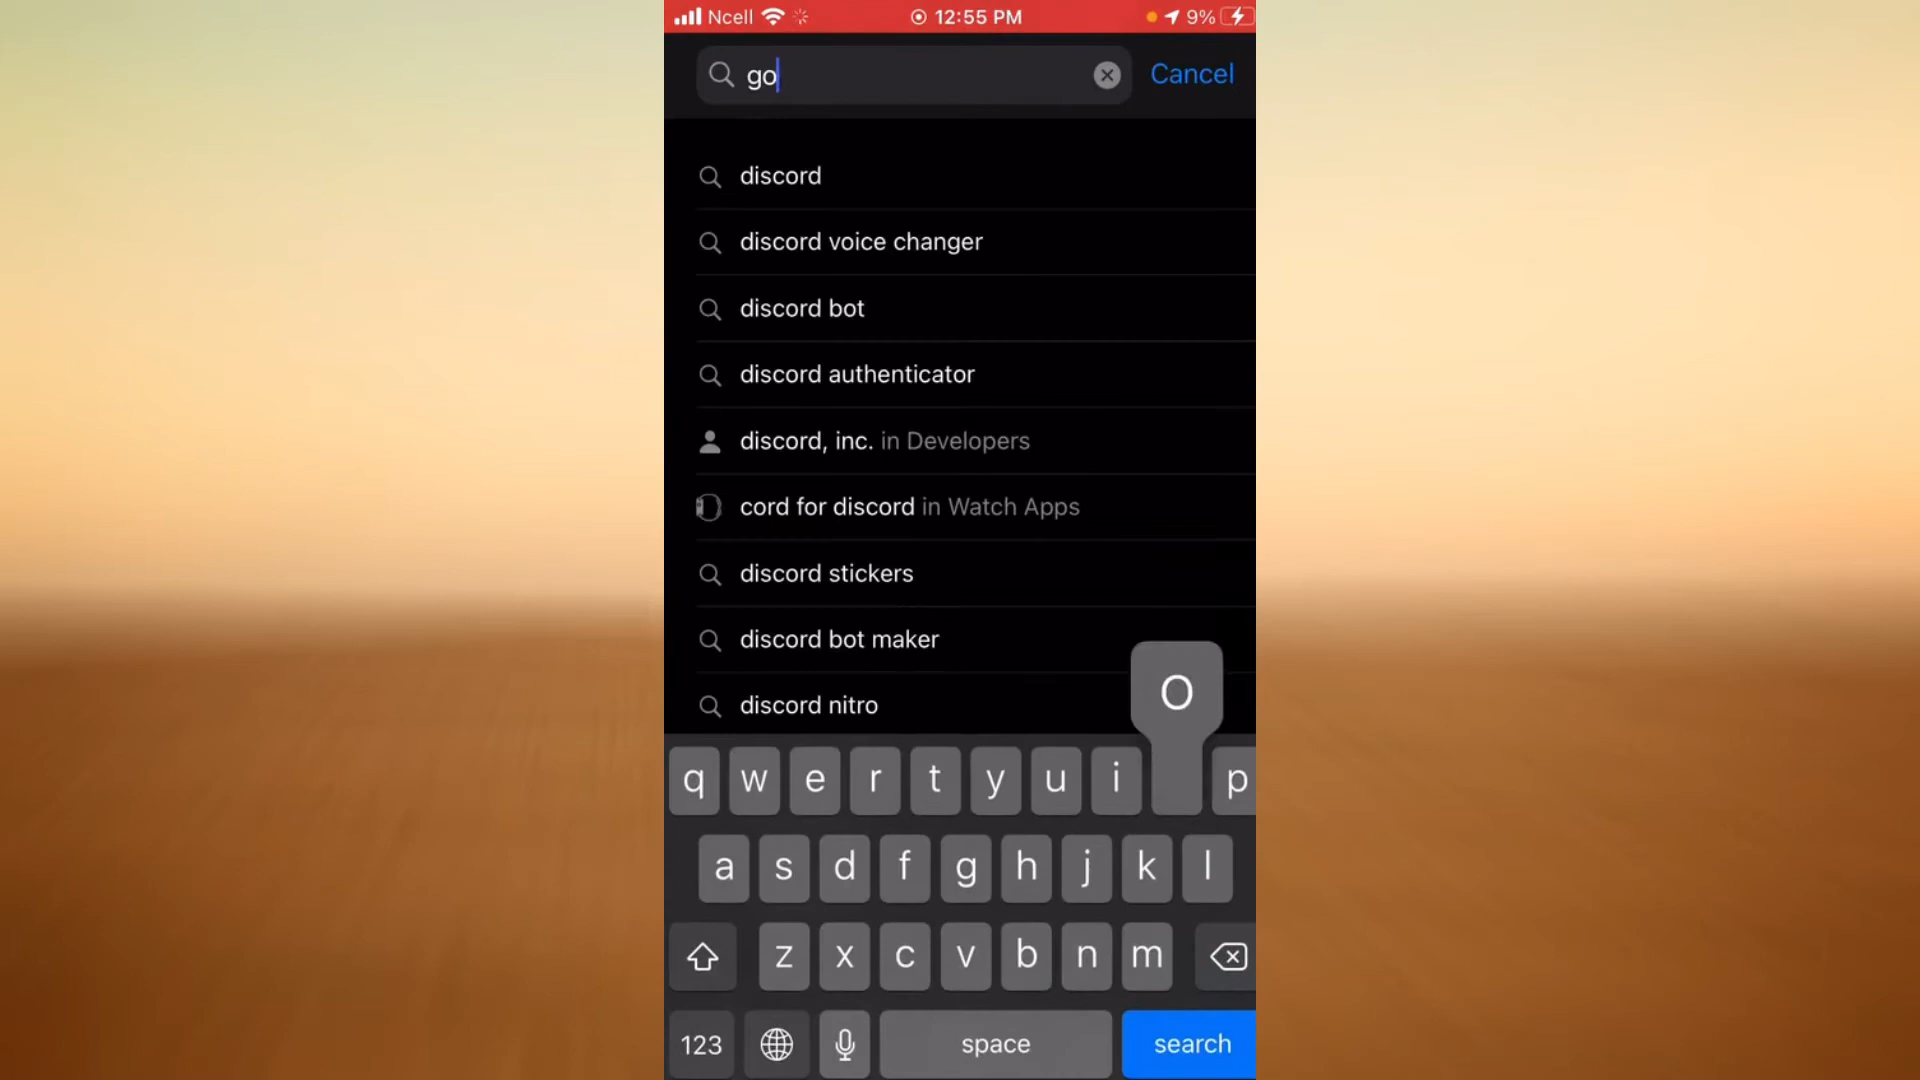 Ncell 12:55 PM 9%
go Cancel
discord
discord voice changer
discord bot
discord authenticator
discord, inc. in Developers
cord for discord in Watch Apps
discord stickers
discord bot maker
discord nitro
O
q w e r t y u i p
a s d f g h j k l
z x c v b n m
123 space search